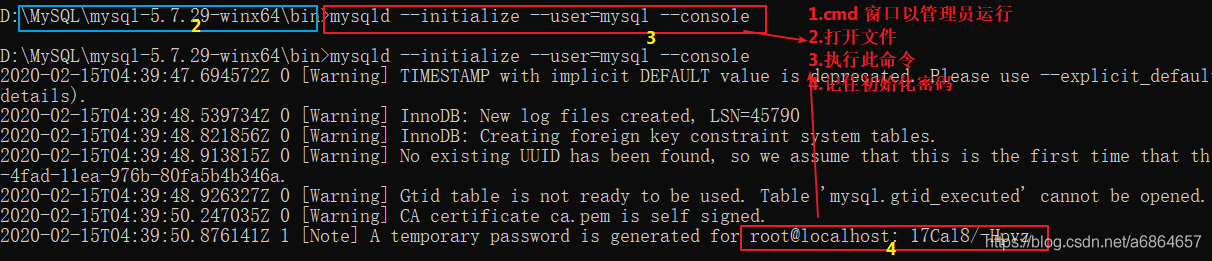 D:\MySQL\mysql-5.7.29-winx64\bin>mysqld --initialize --user=mysql --console
2
3
1.cmd 窗口以管理员运行
2.打开文件
3.执行此命令
4.记住初始化密码
D:\MySQL\mysql-5.7.29-winx64\bin>mysqld --initialize --user=mysql --console
2020-02-15T04:39:47.694572Z 0 [Warning] TIMESTAMP with implicit DEFAULT value is deprecated. Please use --explicit_defaul
details).
2020-02-15T04:39:48.539734Z 0 [Warning] InnoDB: New log files created, LSN=45790
2020-02-15T04:39:48.821856Z 0 [Warning] InnoDB: Creating foreign key constraint system tables.
2020-02-15T04:39:48.913815Z 0 [Warning] No existing UUID has been found, so we assume that this is the first time that th
-4fad-11ea-976b-80fa5b4b346a.
2020-02-15T04:39:48.926327Z 0 [Warning] Gtid table is not ready to be used. Table 'mysql.gtid_executed' cannot be opened.
2020-02-15T04:39:50.247035Z 0 [Warning] CA certificate ca.pem is self signed.
2020-02-15T04:39:50.876141Z 1 [Note] A temporary password is generated for root@localhost:
4
https://blog.csdn.net/a6864657